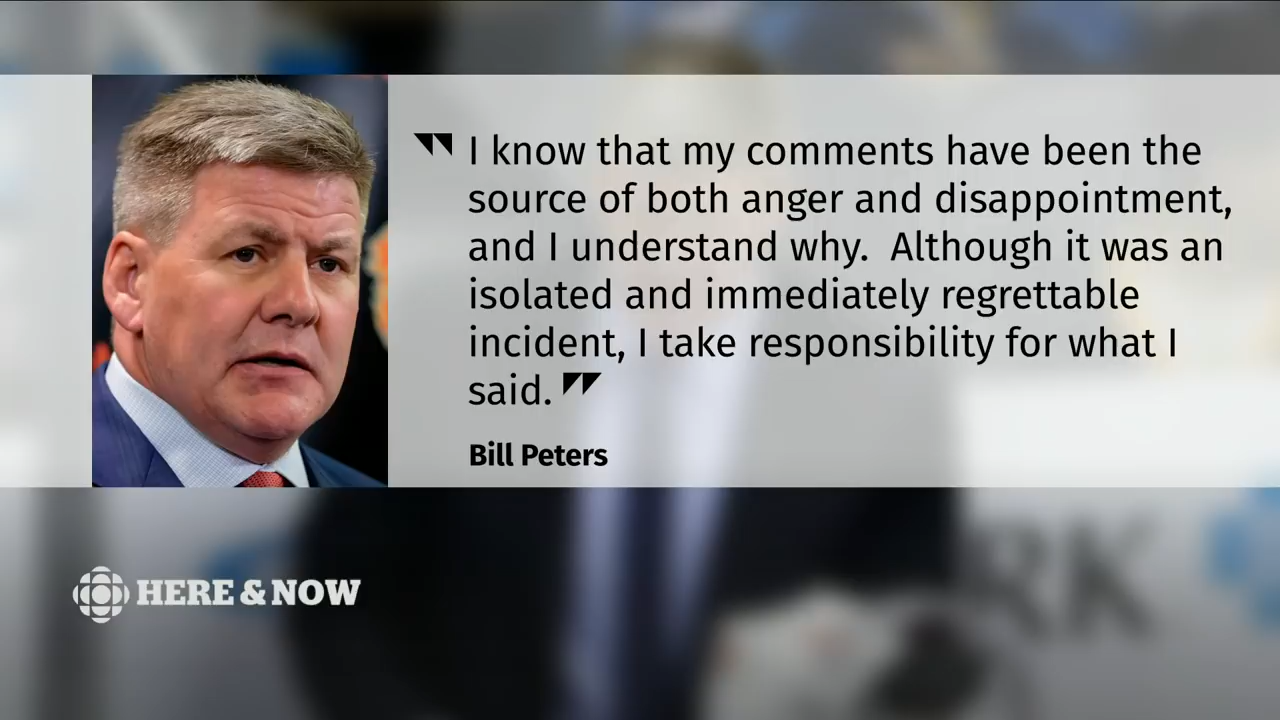 I know that my comments have been the
source of both anger and disappointment,
and I understand why.  Although it was an
isolated and immediately regrettable
incident, I take responsibility for what I
said.
Bill Peters
HERE & NOW
RK